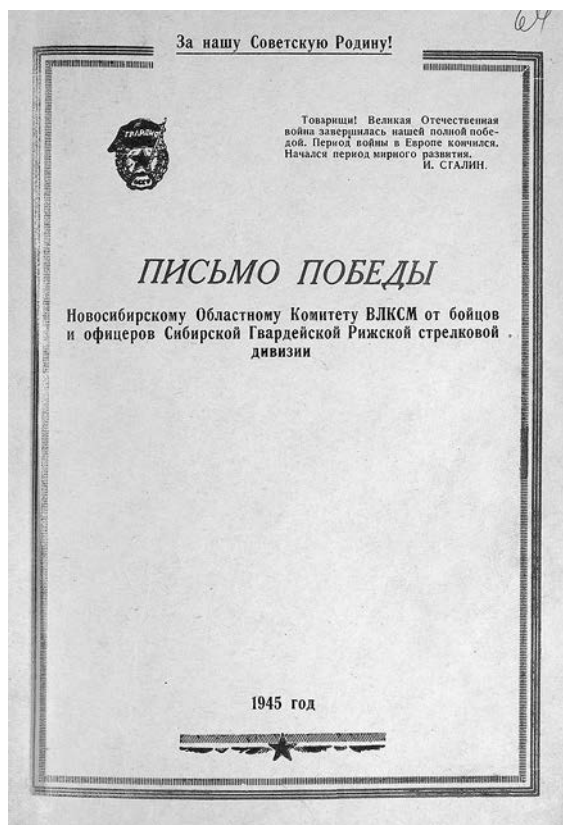 64
За нашу Советскую Родину!
ГВАРДИЯ
Товарищи! Великая Отечественная
война завершилась нашей полной побе-
дой. Период войны в Европе кончился.
Начался период мирного развития.
И. СТАЛИН.
ПИСЬМО ПОБЕДЫ
Новосибирскому Областному Комитету ВЛКСМ от бойцов
и офицеров Сибирской Гвардейской Рижской стрелковой
дивизии
1945 год